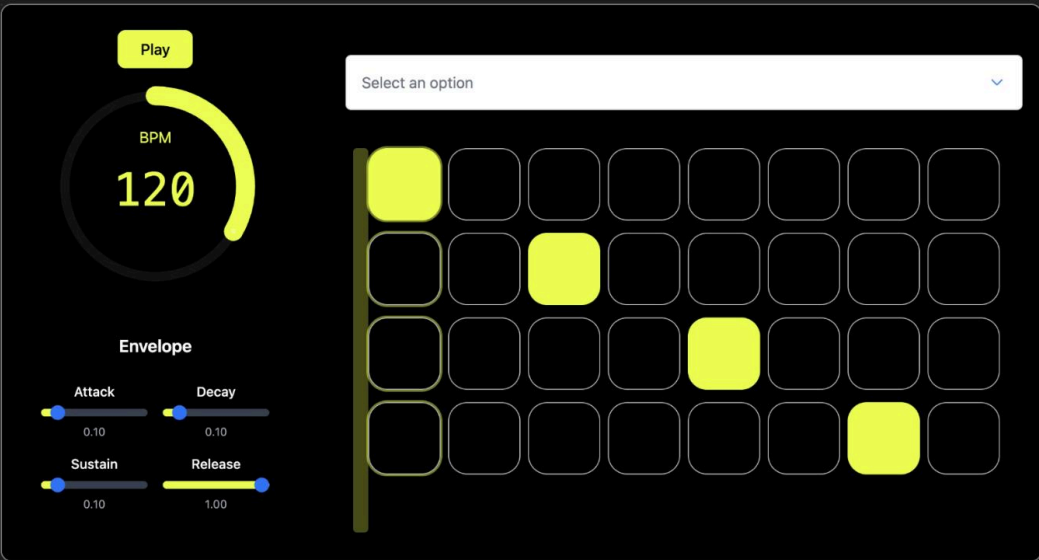 Play
BPM
120
Envelope
Attack
Decay
0.10
0.10
Sustain
Release
0.10
1.00
Select an option